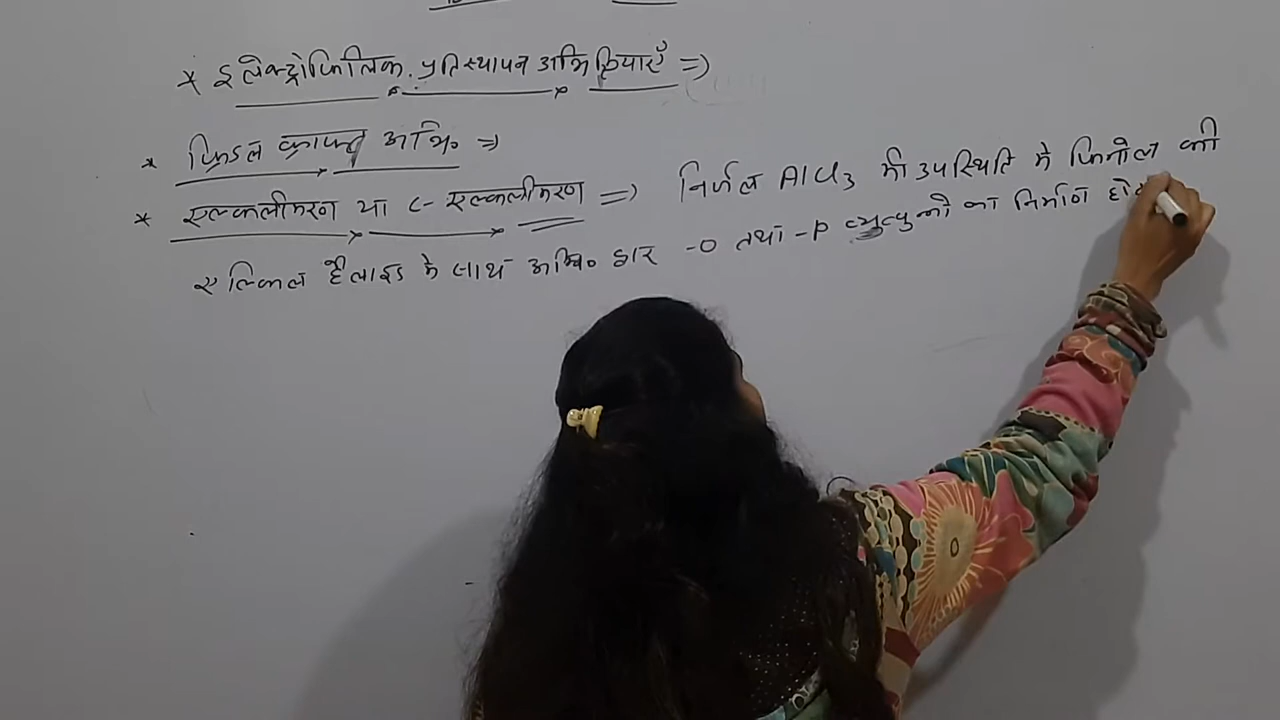 * इलेक्ट्रोफिलिक प्रतिस्थापन अभिक्रियाएँ ⇒
* फ्रिडल क्राफ्ट अभि० ⇒
* एल्कलीकरण या C- एल्कलीकरण ⇒ निर्जल AlCl3 की उपस्थिति मे फिनोल की
एल्किल हैलाइड के साथ अभि० द्वार -O तथा -P व्युत्पन्नो का निर्माण